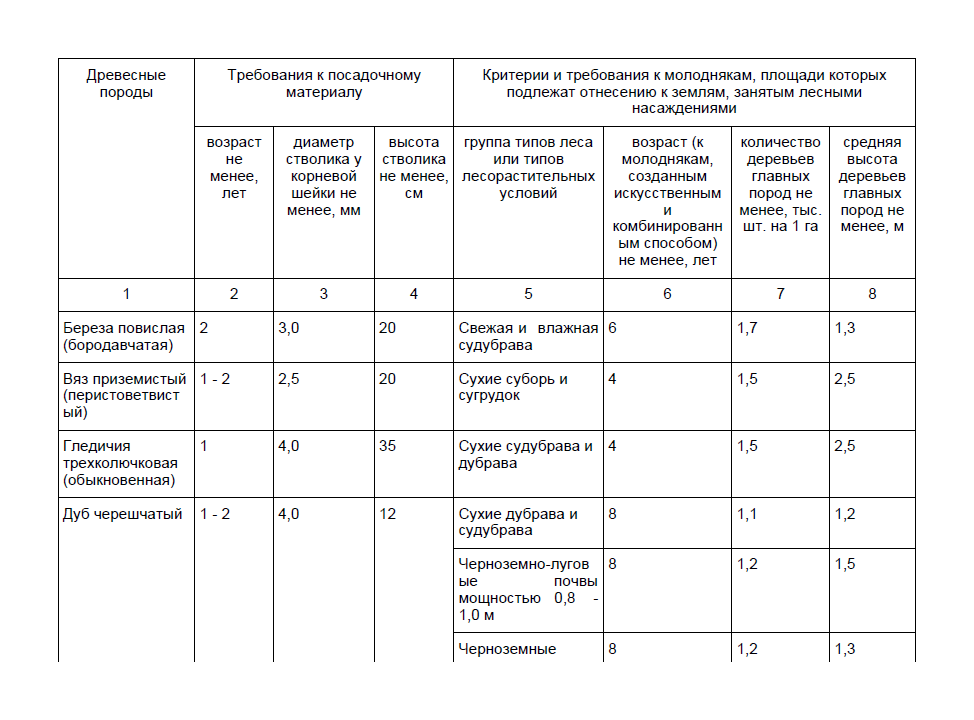 Древесные
породы
Требования к посадочному
материалу
Критерии и требования к молоднякам, площади которых
подлежат отнесению к землям, занятым лесными
насаждениями
возраст
не
менее,
лет
диаметр
стволика у
корневой
шейки не
менее, мм
высота
стволика
не менее,
см
группа типов леса
или типов
лесорастительных
условий
возраст (к
молоднякам,
созданным
искусственным
и
комбинированн
ым способом)
не менее, лет
количество
деревьев
главных
пород не
менее, тыс.
шт. на 1 га
средняя
высота
деревьев
главных
пород не
менее, м
1 2 3 4 5 6 7 8
Береза повислая
(бородавчатая)
2
3,0
20
Свежая и влажная
судубрава
6
1,7
1,3
Вяз приземистый
(перистоветвист
ый)
1 - 2
2,5
20
Сухие суборь и
сугрудок
4
1,5
2,5
Гледичия
трехколючковая
(обыкновенная)
1
4,0
35
Сухие судубрава и
дубрава
4
1,5
2,5
Дуб черешчатый
1 - 2
4,0
12
Сухие дубрава и
судубрава
8
1,1
1,2
Черноземно-лугов
ые почвы
мощностью 0,8 -
1,0 м
8
1,2
1,5
Черноземные
8
1,2
1,3